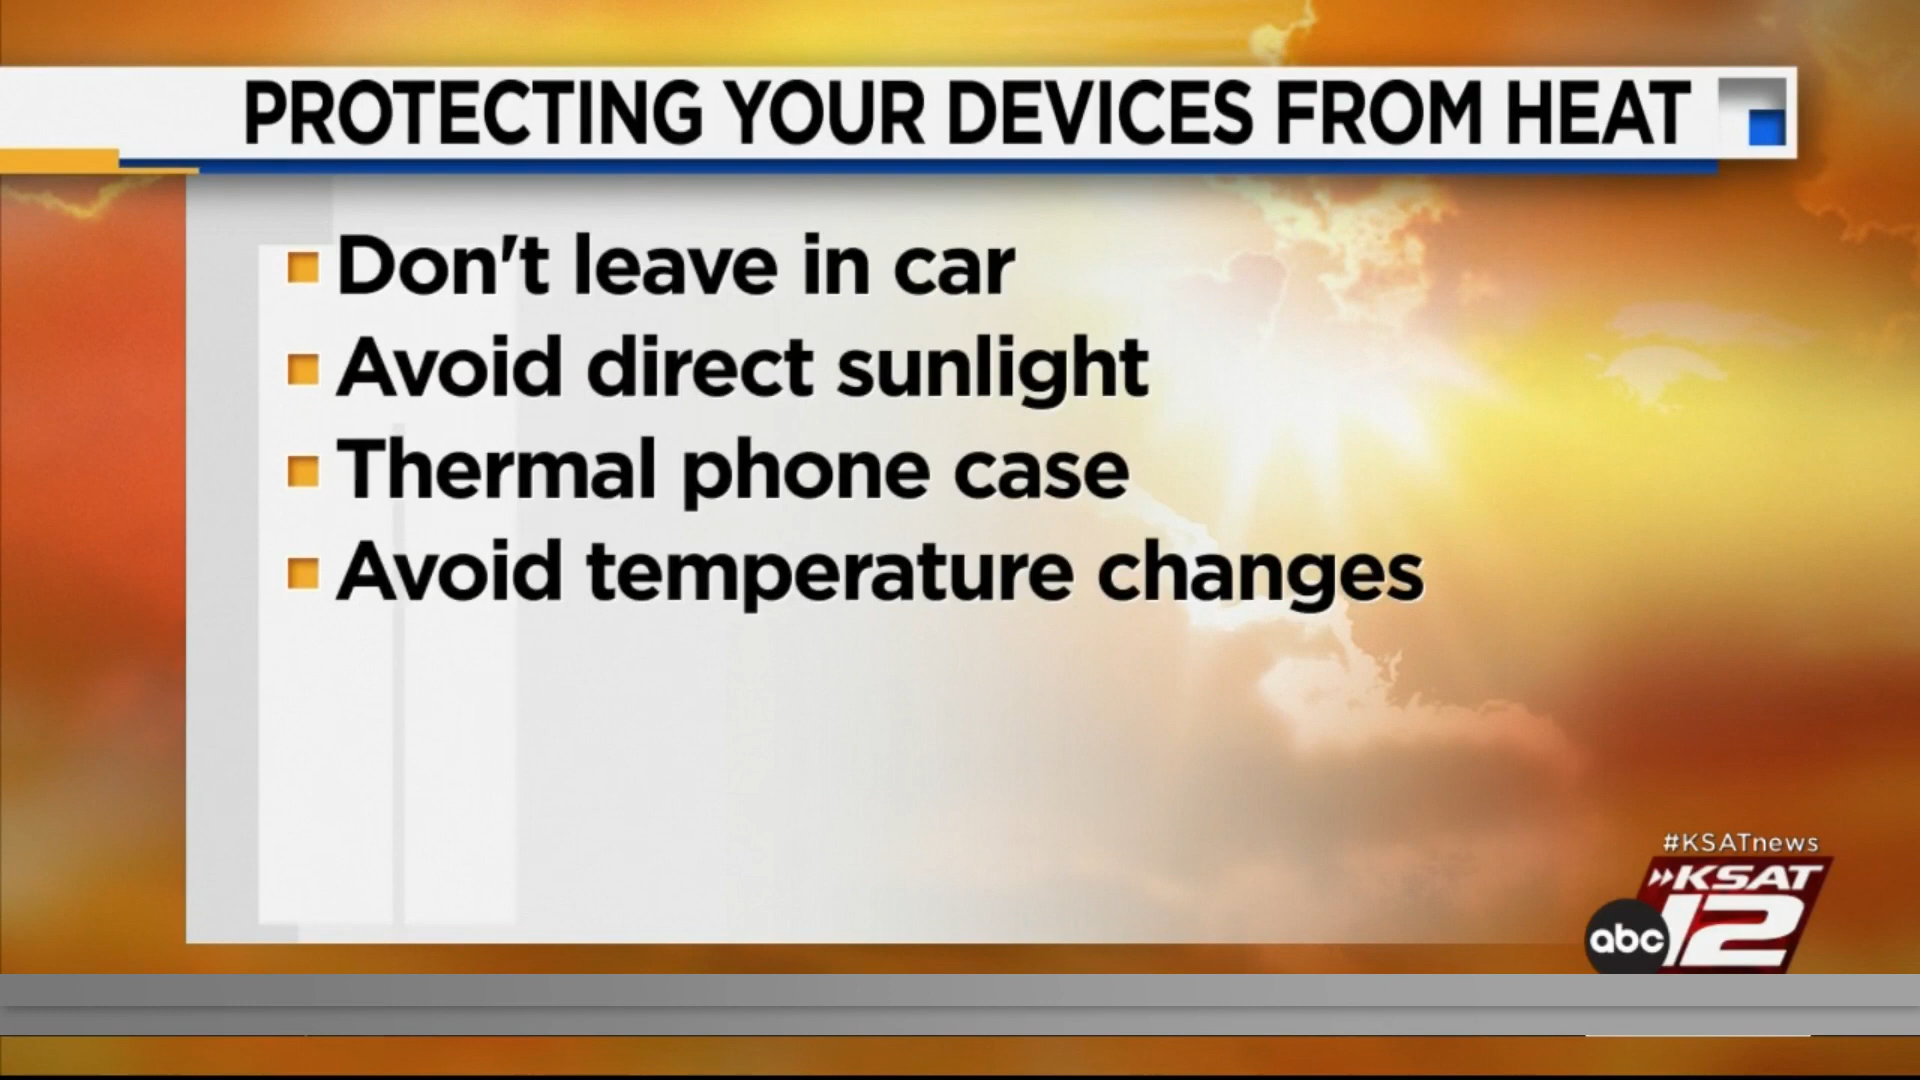 PROTECTING YOUR DEVICES FROM HEAT
Don't leave in car
Avoid direct sunlight
Thermal phone case
Avoid temperature changes
#KSATnews
KSAT
12
abc